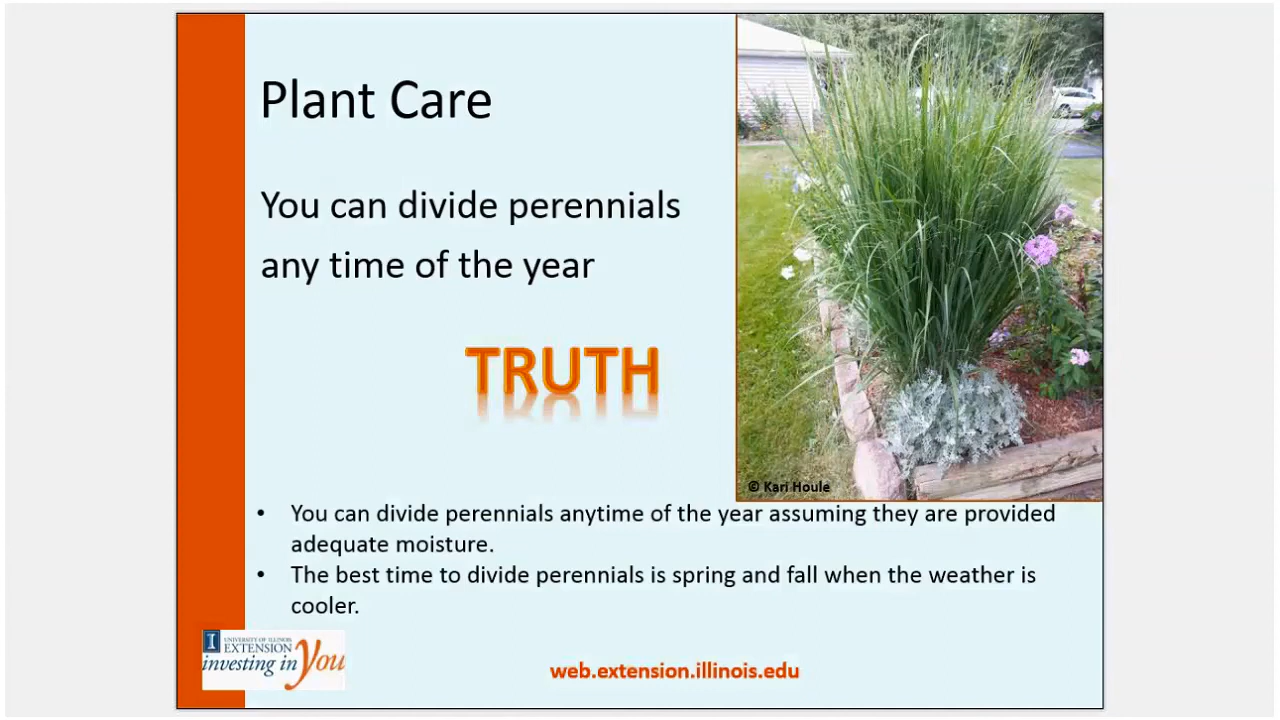 Plant Care
You can divide perennials
any time of the year
TRUTH
© Kari Houle
• You can divide perennials anytime of the year assuming they are provided
adequate moisture.
• The best time to divide perennials is spring and fall when the weather is
cooler.
I
UNIVERSITY OF ILLINOIS
EXTENSION
investing in you
web.extension.illinois.edu